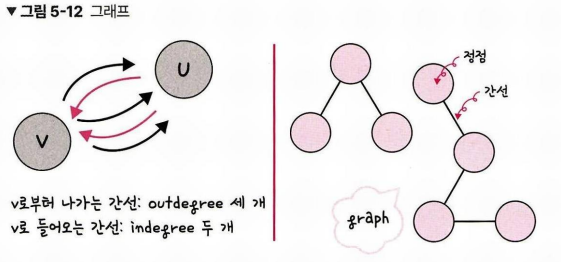 ▼ 그림 5-12 그래프
U
V
v로부터 나가는 간선: outdegree 세 개
v로 들어오는 간선: indegree 두 개
정점
간선
graph